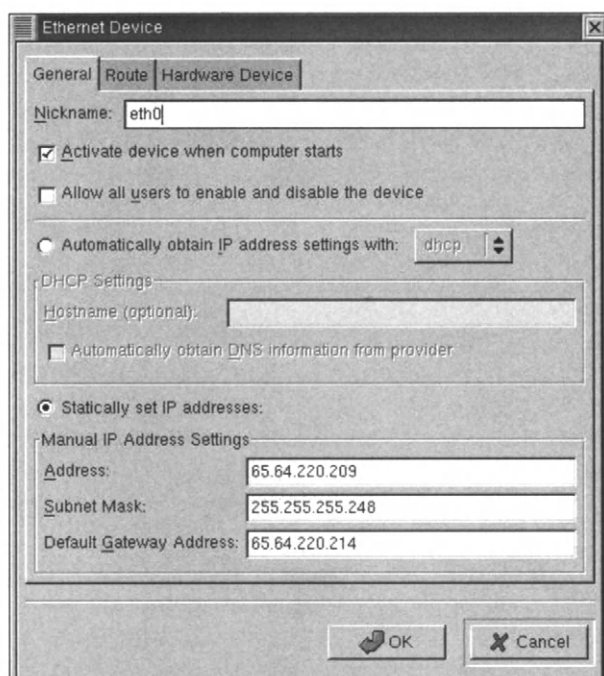 Ethernet Device
General Route Hardware Device
Nickname: eth0
Activate device when computer starts
Allow all users to enable and disable the device
Automatically obtain IP address settings with: dhcp
DHCP Settings
Hostname (optional):
Automatically obtain DNS information from provider
Statically set IP addresses:
Manual IP Address Settings
Address: 65.64.220.209
Subnet Mask: 255.255.255.248
Default Gateway Address: 65.64.220.214
OK Cancel